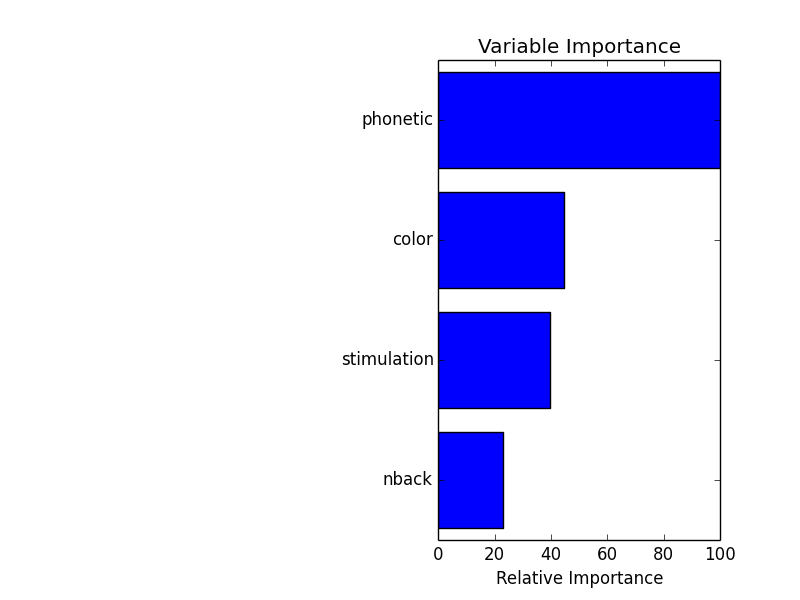 Variable Importance
phonetic
color
stimulation
nback
0 20 40 60 80 100
Relative Importance